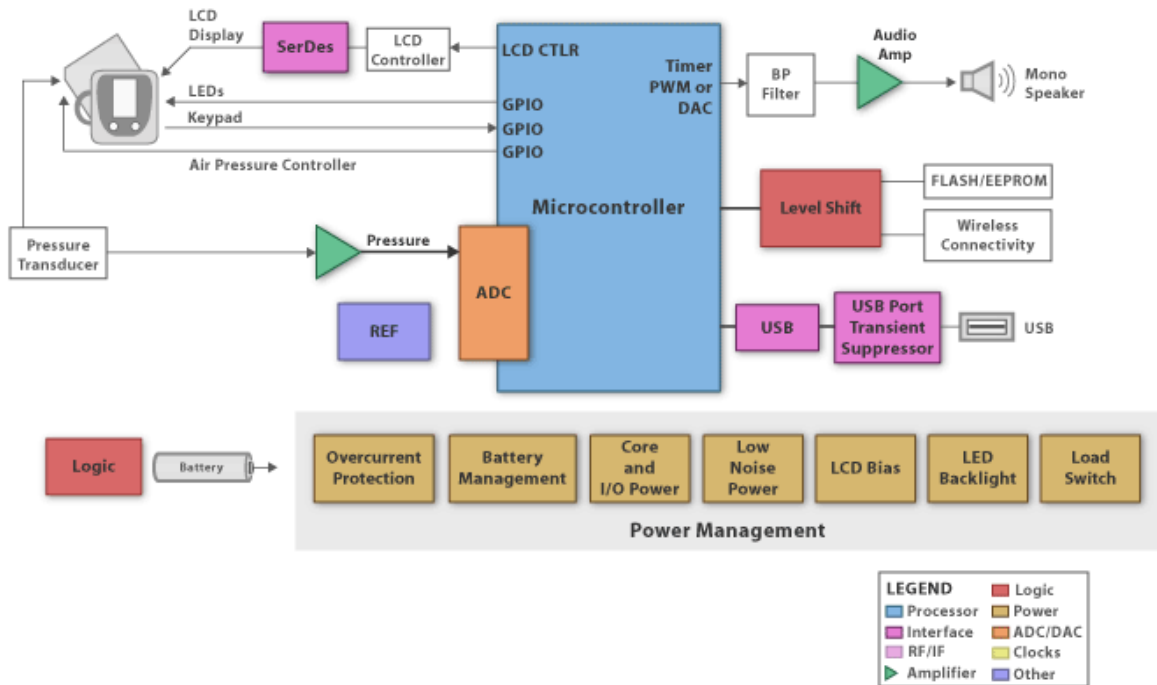 LCD
Display
SerDes
LCD
Controller
LCD CTLR
LEDs
GPIO
Keypad
GPIO
GPIO
Air Pressure Controller
Timer
PWM or
DAC
BP
Filter
Audio
Amp
Mono
Speaker
Microcontroller
Level Shift
FLASH/EEPROM
Wireless
Connectivity
Pressure
Transducer
Pressure
ADC
REF
USB
USB Port
Transient
Suppressor
USB
Logic
Battery
Overcurrent
Protection
Battery
Management
Core
and
I/O Power
Low
Noise
Power
LCD Bias
LED
Backlight
Load
Switch
Power Management
LEGEND
Processor
Interface
RF/IF
Amplifier
Logic
Power
ADC/DAC
Clocks
Other